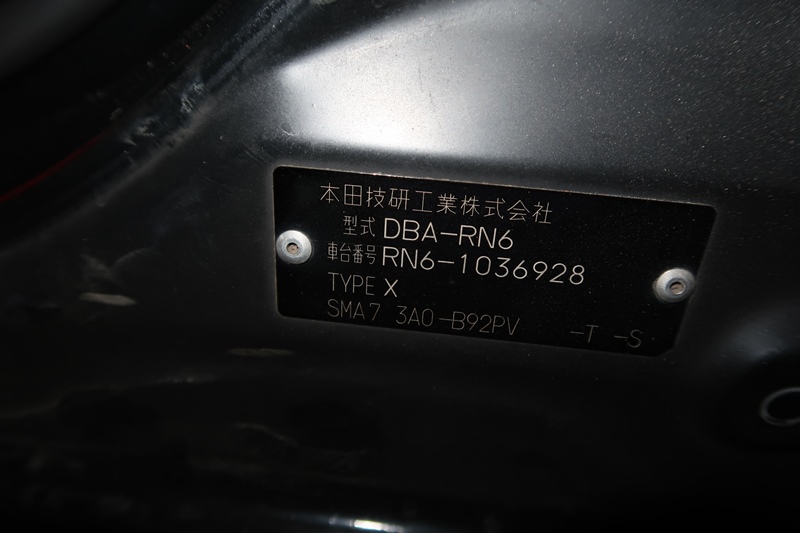 本田技研工業株式会社
型式 DBA-RN6
車台番号 RN6-1036928
TYPE X
SMA7 3A0-B92PV -T -S